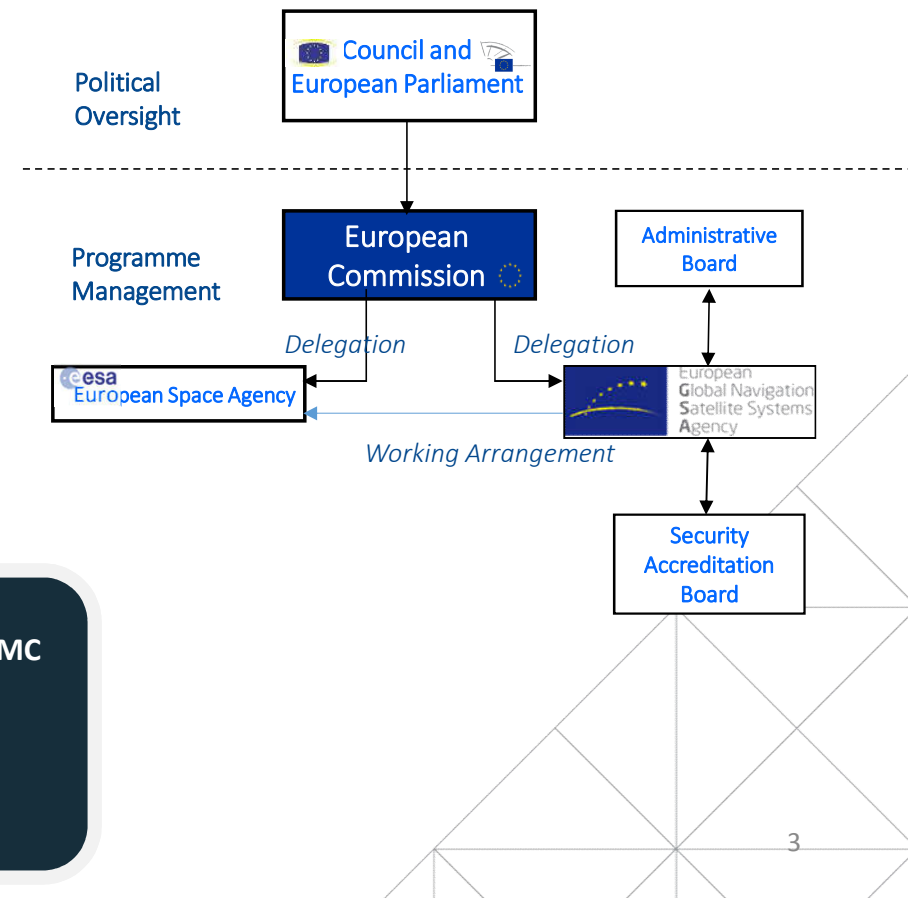 Political
Oversight
Council and
European Parliament
Programme
Management
European
Commission
Administrative
Board
Delegation
Delegation
esa
European Space Agency
European
Global Navigation
Satellite Systems
Agency
Working Arrangement
Security
Accreditation
Board
MC
3